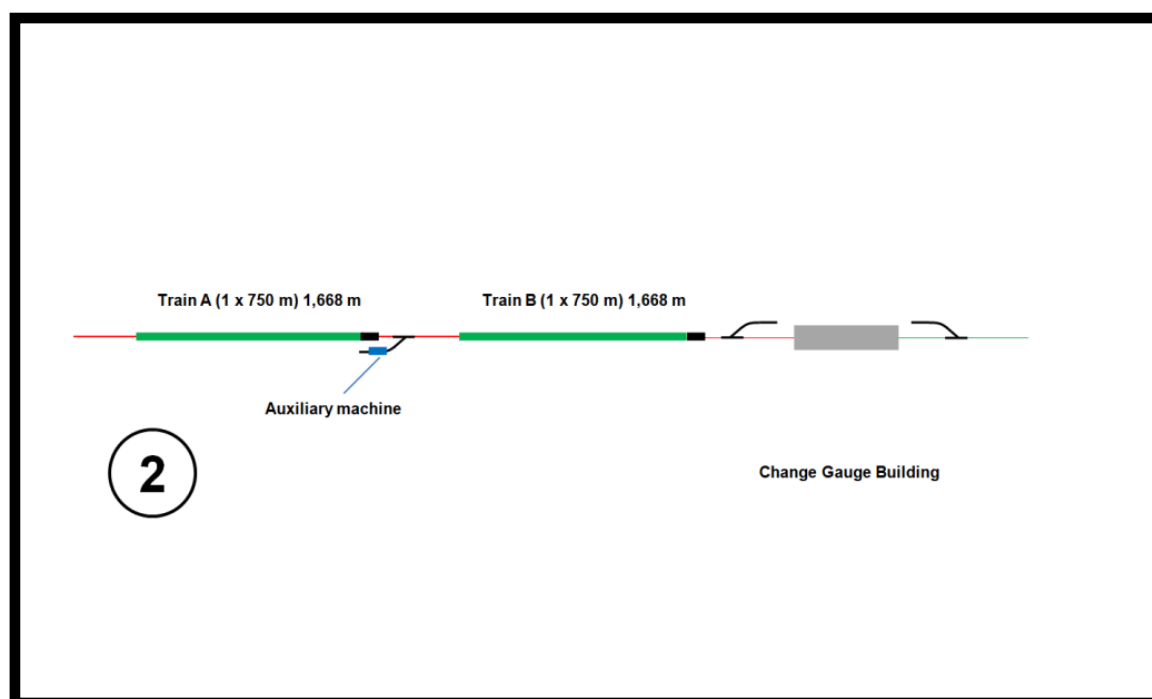 Train A (1 x 750 m) 1,668 m
Train B (1 x 750 m) 1,668 m
Auxiliary machine
2
Change Gauge Building